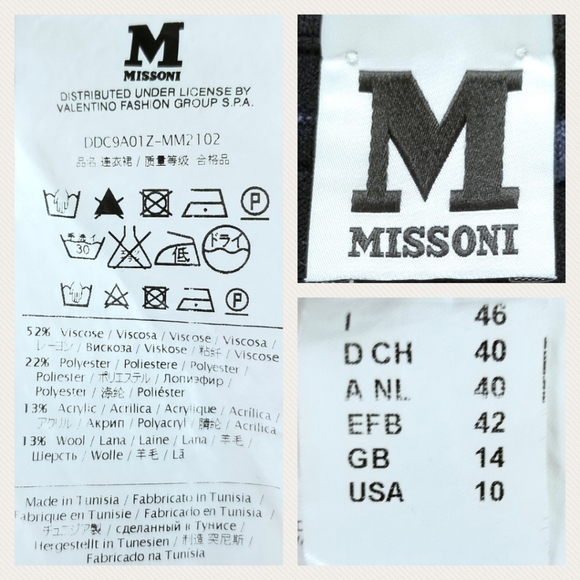 M
MISSONI
DISTRIBUTED UNDER LICENSE BY
VALENTINO FASHION GROUP S.P.A.
DDC9A01Z-MM2102
品名 连衣裙 / 质量等级 合格品
P
手洗イ
30
低
ドライ
P
52% Viscose / Viscosa / Viscose / Viscosa /
レーヨン / Вискоза / Viskose / 粘纤 / Viscose
22% Polyester / Poliestere / Polyester /
Poliester / ポリエステル / Лопиэфир /
Polyester / 涤纶 / Poliéster
13% Acrylic / Acrilica / Acrylique / Acrílica /
アクリル / Акрил / Polyacryl / 腈纶 / Acrílica
13% Wool / Lana / Laine / Lana / 羊毛 /
Шерсть / Wolle / 羊毛 / Lã
Made in Tunisia / Fabbricato in Tunisia /
Fabrique en Tunisie / Fabricado en Tunisia /
チュニジア製 / сделанный к Тунисе /
Hergestellt in Tunesien / 制造 突尼斯 /
Fabricado na Tunisia
M
MISSONI
I 46
D CH 40
A NL 40
EFB 42
GB 14
USA 10